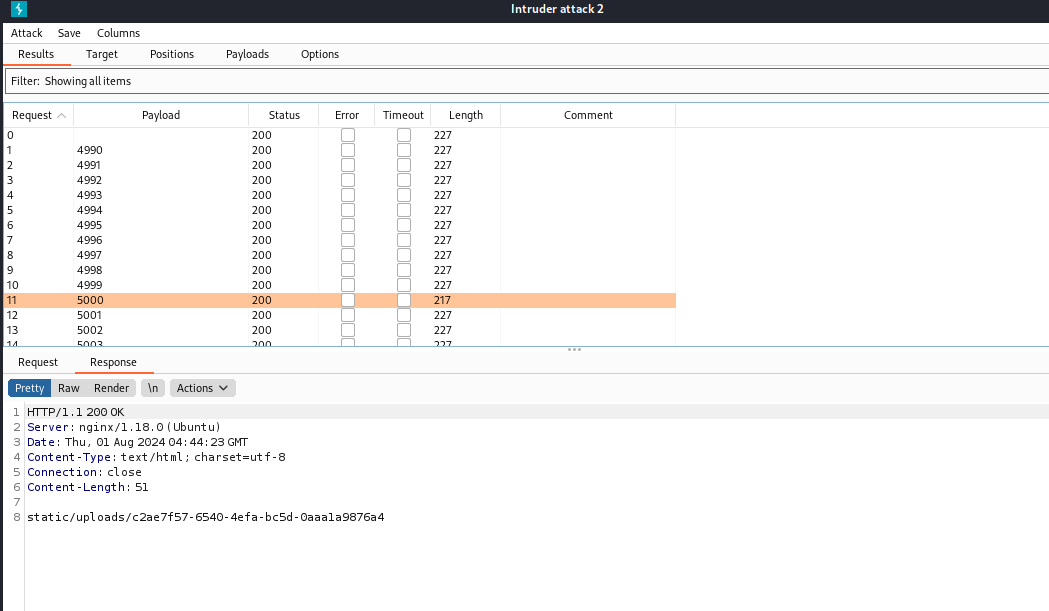 Intruder attack 2
Attack Save Columns
Results Target Positions Payloads Options
Filter: Showing all items
Request Payload Status Error Timeout Length Comment
0 200 227
1 4990 200 227
2 4991 200 227
3 4992 200 227
4 4993 200 227
5 4994 200 227
6 4995 200 227
7 4996 200 227
8 4997 200 227
9 4998 200 227
10 4999 200 227
11 5000 200 217
12 5001 200 227
13 5002 200 227
14 5003 200 227
Request Response
Pretty Raw Render \n Actions
1 HTTP/1.1 200 OK
2 Server: nginx/1.18.0 (Ubuntu)
3 Date: Thu, 01 Aug 2024 04:44:23 GMT
4 Content-Type: text/html; charset=utf-8
5 Connection: close
6 Content-Length: 51
7
8 static/uploads/c2ae7f57-6540-4efa-bc5d-0aaa1a9876a4